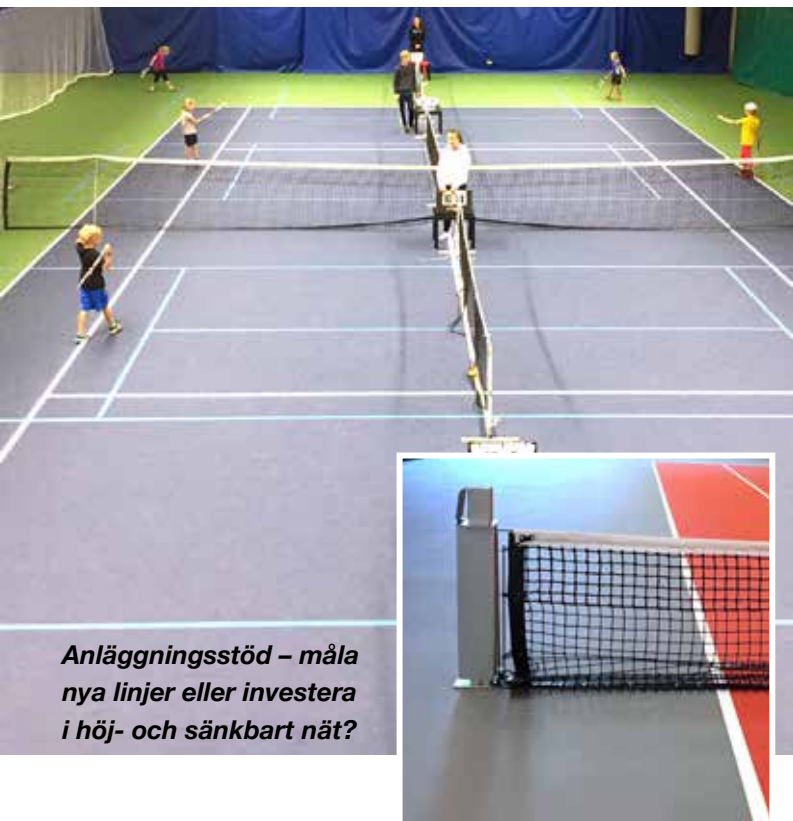 Anläggningsstöd – måla
nya linjer eller investera
i höj- och sänkbart nät?